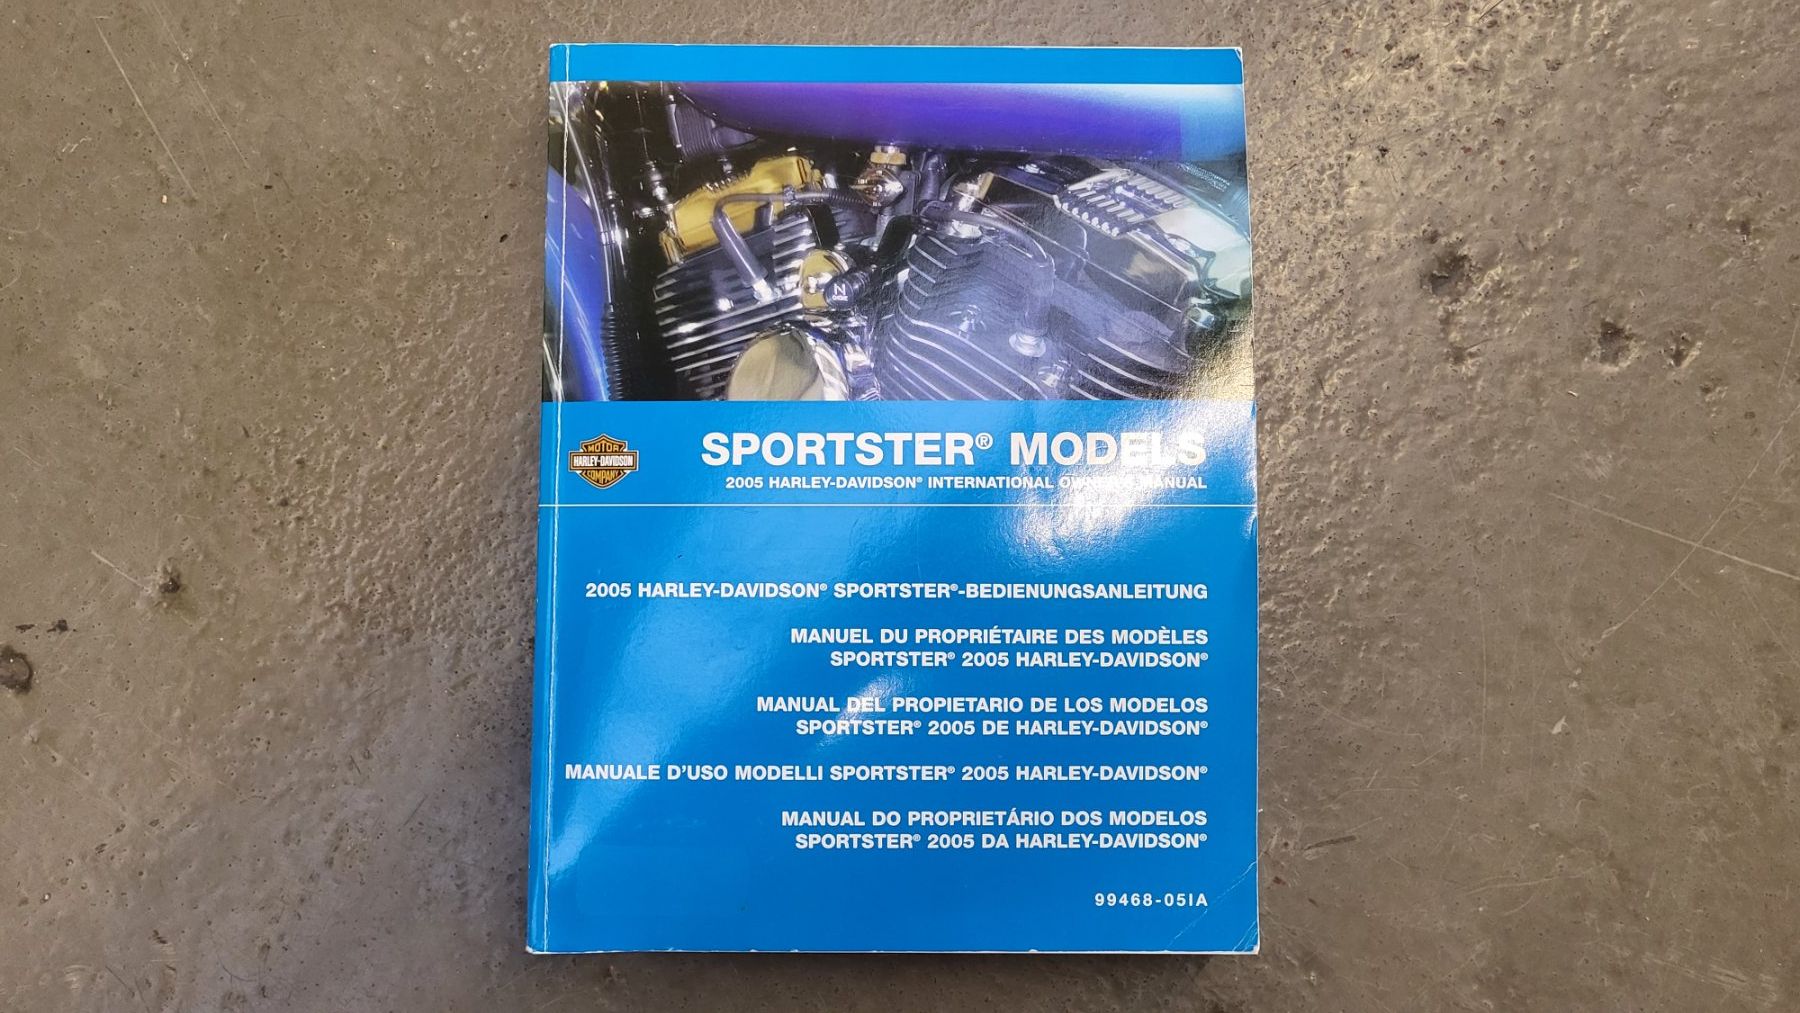 N
SPORTSTER® MODELS
MOTOR
HARLEY-DAVIDSON
COMPANY
2005 HARLEY-DAVIDSON® INTERNATIONAL OWNER'S MANUAL
2005 HARLEY-DAVIDSON® SPORTSTER®-BEDIENUNGSANLEITUNG
MANUEL DU PROPRIÉTAIRE DES MODÈLES
SPORTSTER® 2005 HARLEY-DAVIDSON®
MANUAL DEL PROPIETARIO DE LOS MODELOS
SPORTSTER® 2005 DE HARLEY-DAVIDSON®
MANUALE D'USO MODELLI SPORTSTER® 2005 HARLEY-DAVIDSON®
MANUAL DO PROPRIETÁRIO DOS MODELOS
SPORTSTER® 2005 DA HARLEY-DAVIDSON®
99468-05IA